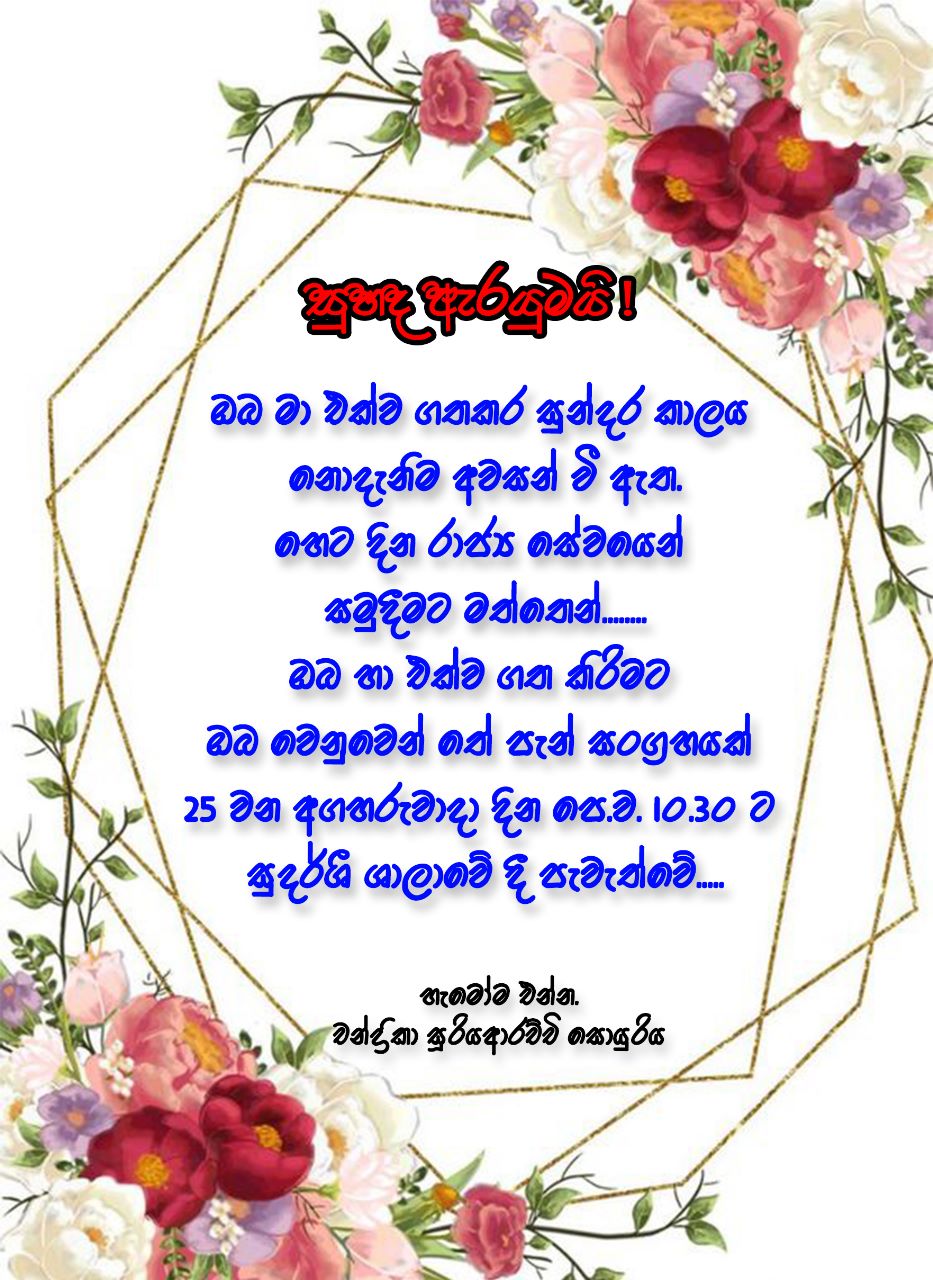 සුහද ඇරයුමයි !
ඔබ මා එක්ව ගතකර සුන්දර කාලය
නොදැනිම අවසන් වී ඇත.
හෙට දින රාජ්‍ය සේවයෙන්
සමුදීමට මත්තෙන්........
ඔබ හා එක්ව ගත කිරිමට
ඔබ වෙනුවෙන් තේ පැන් සංග්‍රහයක්
25 වන අගහරුවාදා දින පෙ.ව. 10.30 ට
සුදර්ශී ශාලාවේ දී පැවැත්වේ.....
හැමෝම එන්න.
චන්ද්‍රිකා සූරියආරච්චි සොයුරිය